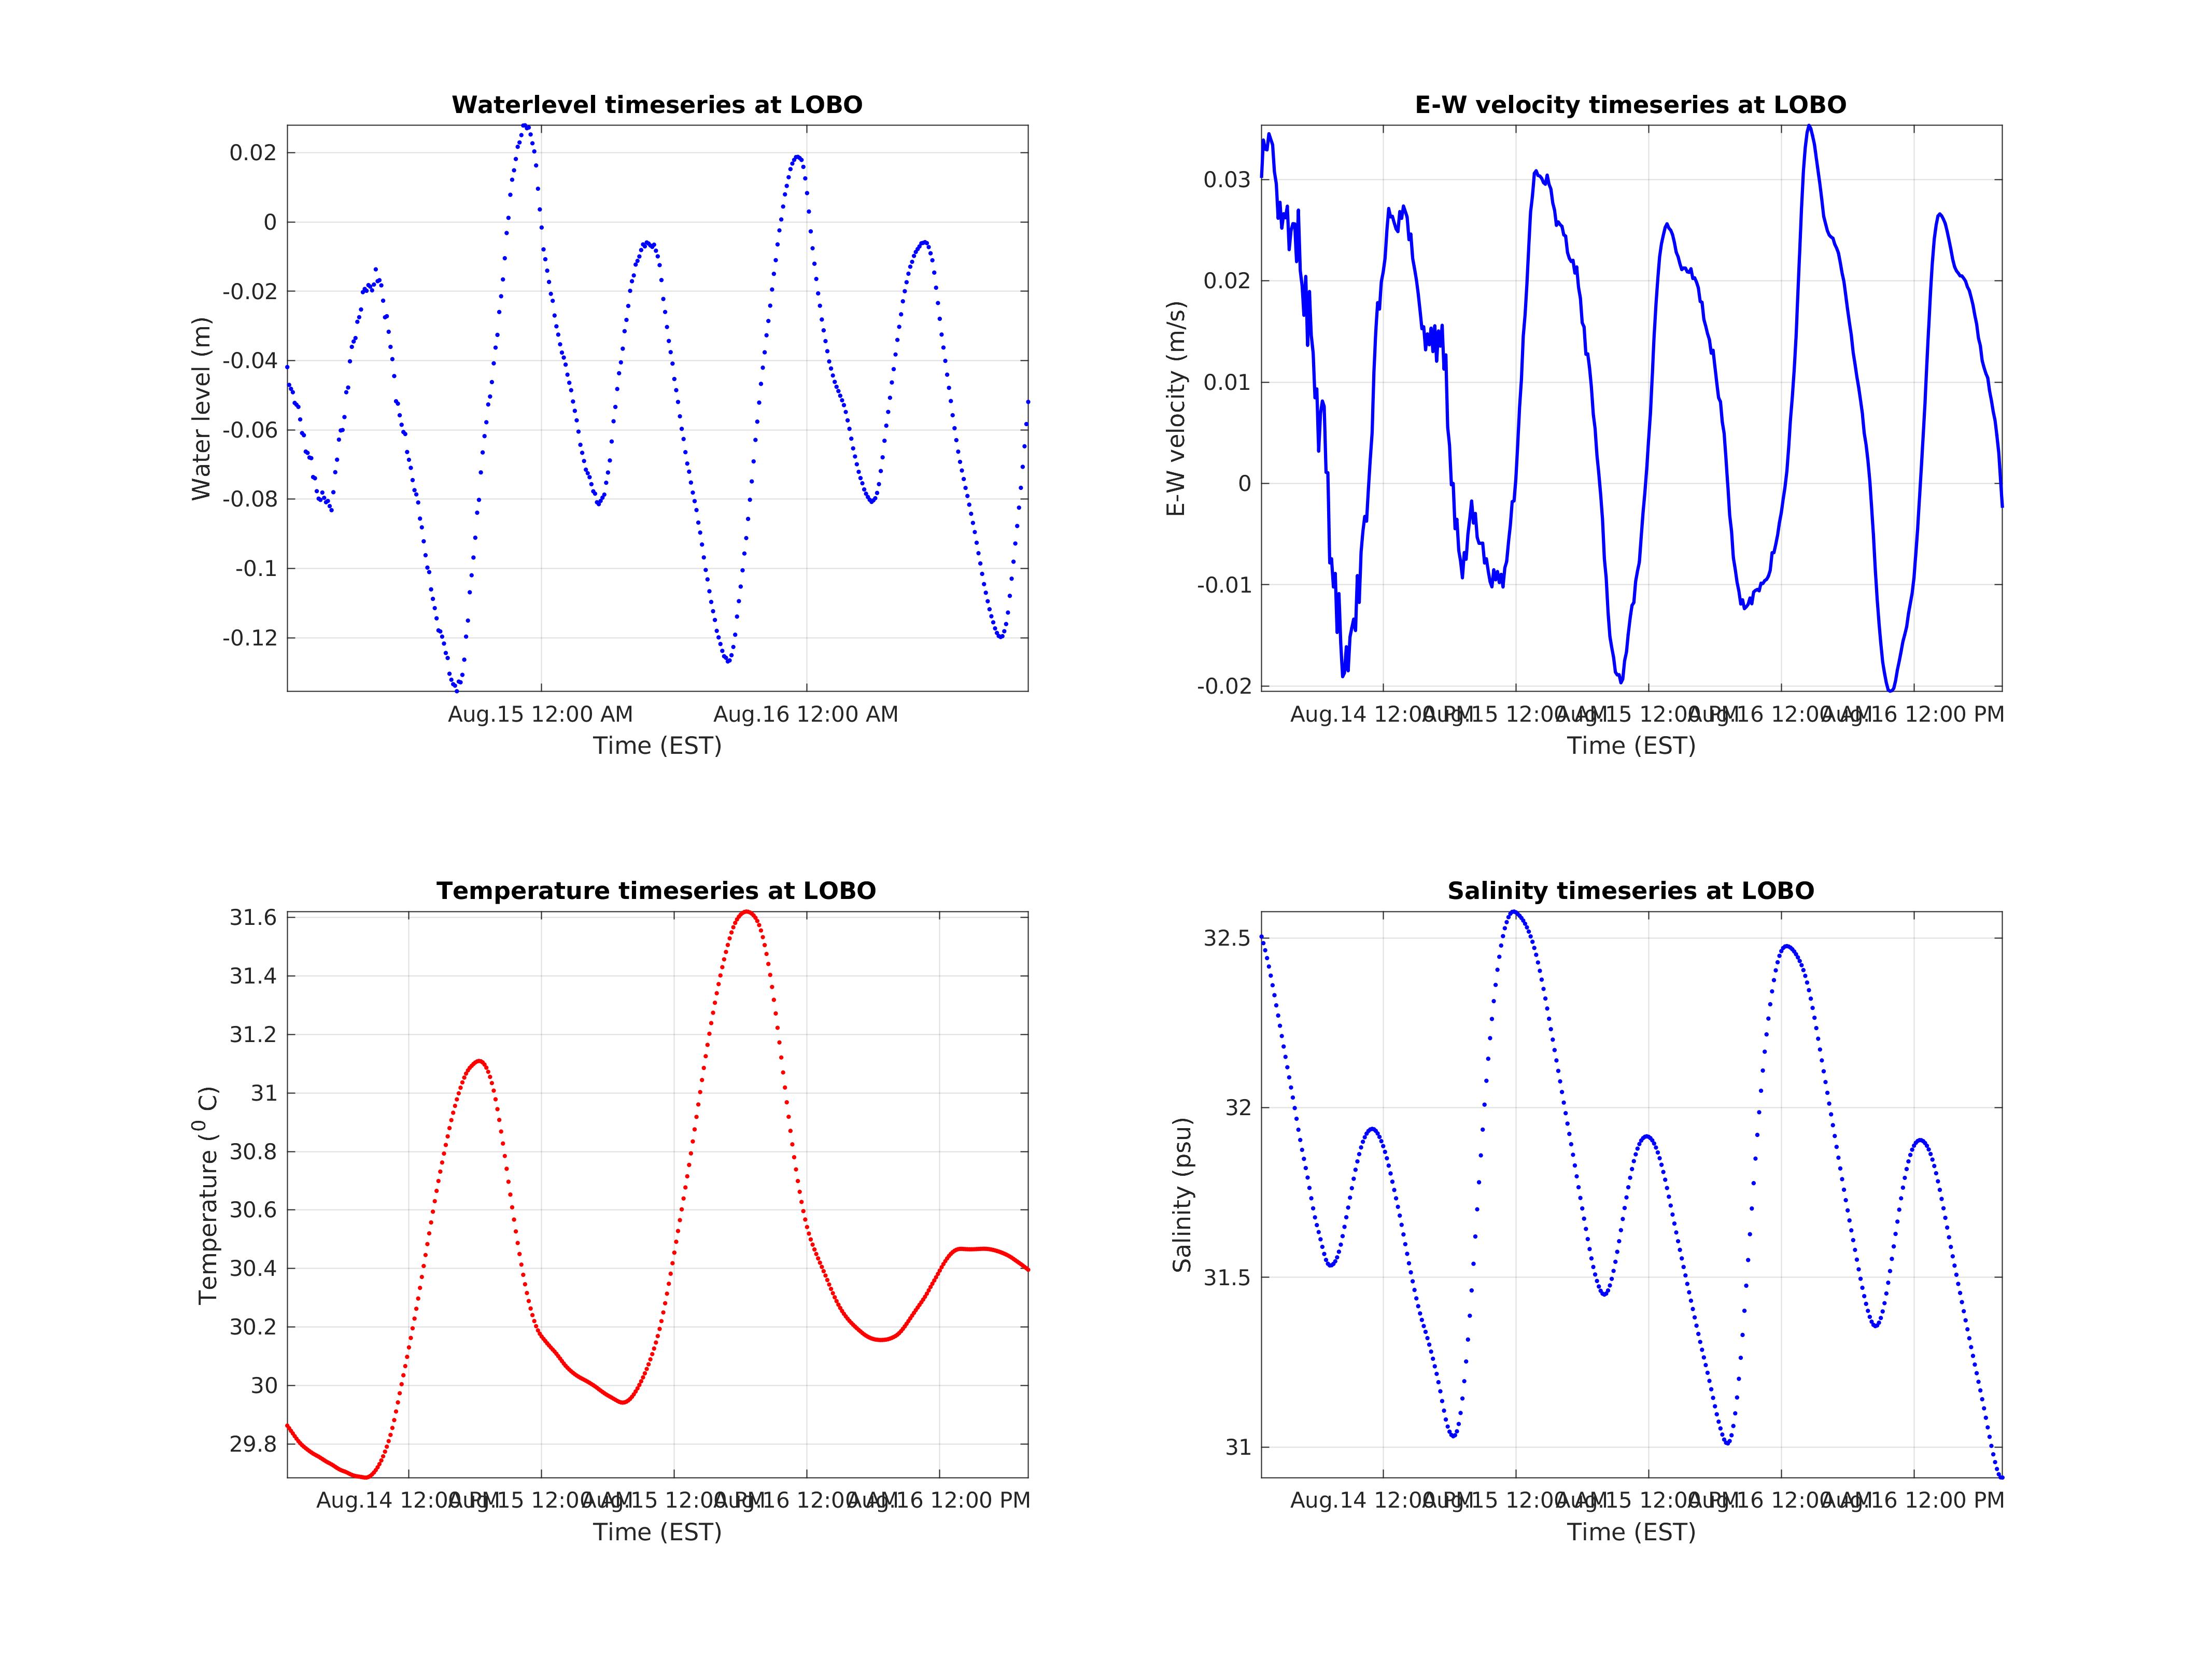 Waterlevel timeseries at LOBO
0.02
0
-0.02
-0.04
-0.06
-0.08
-0.1
-0.12
Water level (m)
Aug.15 12:00 AM
Aug.16 12:00 AM
Time (EST)
E-W velocity timeseries at LOBO
0.03
0.02
0.01
0
-0.01
-0.02
E-W velocity (m/s)
Aug.14 12:00 PM
Aug.15 12:00 AM
Aug.15 12:00 PM
Aug.16 12:00 AM
Aug.16 12:00 PM
Time (EST)
Temperature timeseries at LOBO
31.6
31.4
31.2
31
30.8
30.6
30.4
30.2
30
29.8
Temperature (⁰ C)
Aug.14 12:00 PM
Aug.15 12:00 AM
Aug.15 12:00 PM
Aug.16 12:00 AM
Aug.16 12:00 PM
Time (EST)
Salinity timeseries at LOBO
32.5
32
31.5
31
Salinity (psu)
Aug.14 12:00 PM
Aug.15 12:00 AM
Aug.15 12:00 PM
Aug.16 12:00 AM
Aug.16 12:00 PM
Time (EST)